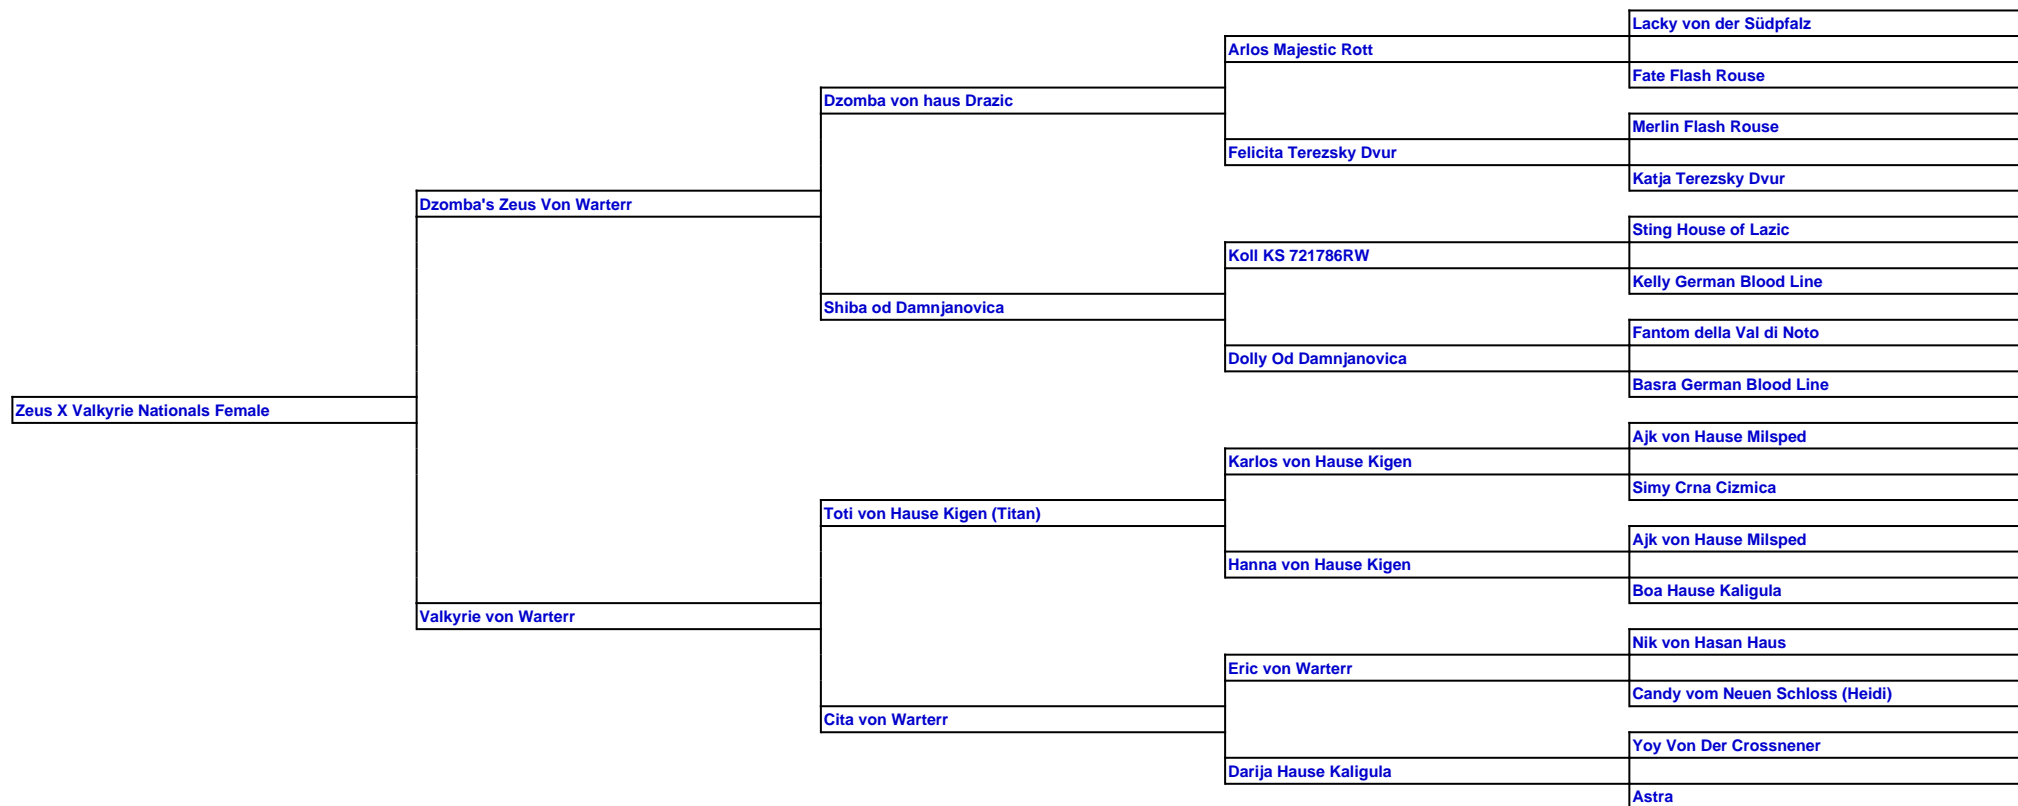 Lacky von der Südpfalz
Arlos Majestic Rott
Fate Flash Rouse
Dzomba von haus Drazic
Merlin Flash Rouse
Felicita Terezsky Dvur
Katja Terezsky Dvur
Dzomba's Zeus Von Warterr
Sting House of Lazic
Koll KS 721786RW
Kelly German Blood Line
Shiba od Damnjanovica
Fantom della Val di Noto
Dolly Od Damnjanovica
Basra German Blood Line
Zeus X Valkyrie Nationals Female
Ajk von Hause Milsped
Karlos von Hause Kigen
Simy Crna Cizmica
Toti von Hause Kigen (Titan)
Ajk von Hause Milsped
Hanna von Hause Kigen
Boa Hause Kaligula
Valkyrie von Warterr
Nik von Hasan Haus
Eric von Warterr
Candy vom Neuen Schloss (Heidi)
Cita von Warterr
Yoy Von Der Crossnener
Darija Hause Kaligula
Astra